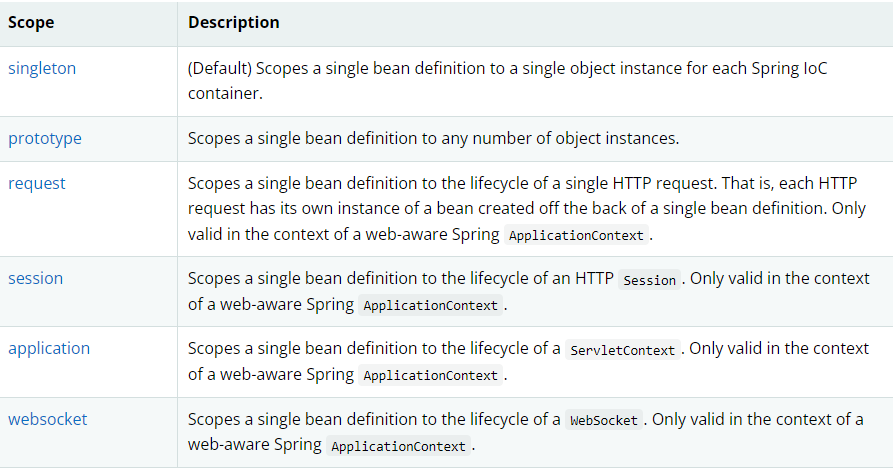 Scope Description
singleton (Default) Scopes a single bean definition to a single object instance for each Spring IoC
container.
prototype Scopes a single bean definition to any number of object instances.
request Scopes a single bean definition to the lifecycle of a single HTTP request. That is, each HTTP
request has its own instance of a bean created off the back of a single bean definition. Only
valid in the context of a web-aware Spring ApplicationContext.
session Scopes a single bean definition to the lifecycle of an HTTP Session. Only valid in the context
of a web-aware Spring ApplicationContext.
application Scopes a single bean definition to the lifecycle of a ServletContext. Only valid in the context
of a web-aware Spring ApplicationContext.
websocket Scopes a single bean definition to the lifecycle of a WebSocket. Only valid in the context of a
web-aware Spring ApplicationContext.